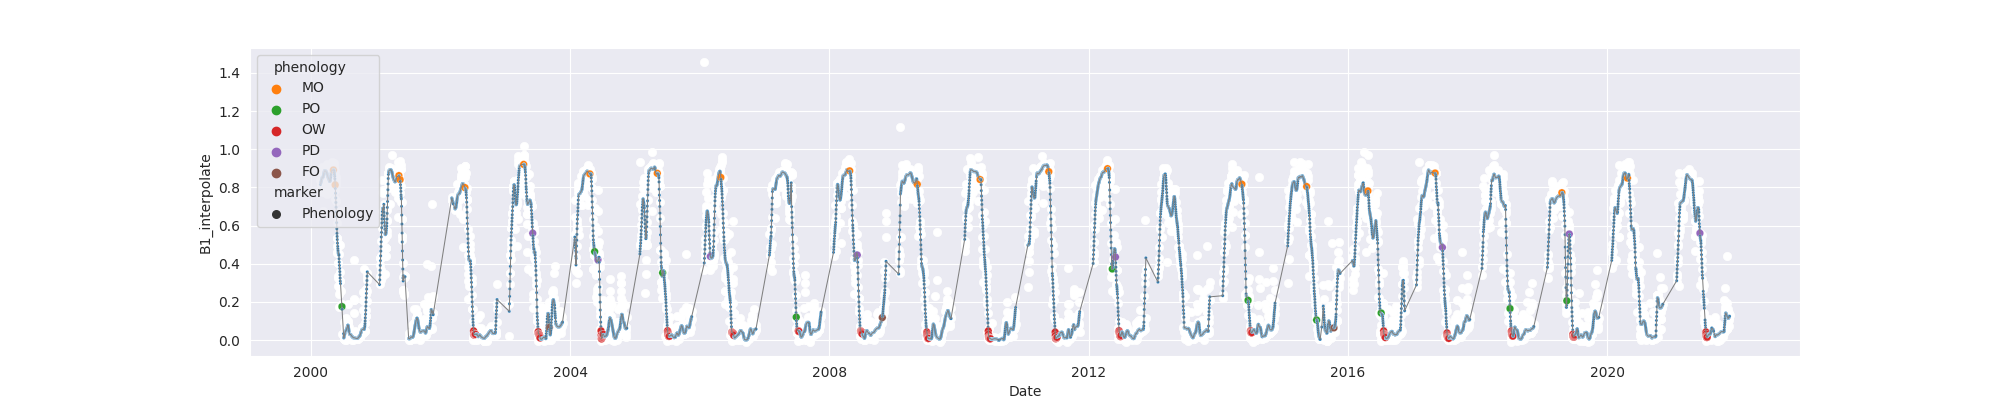 phenology
MO
PO
OW
PD
FO
marker
Phenology
B1_interpolate
1.4
1.2
1.0
0.8
0.6
0.4
0.2
0.0
2000 2004 2008 2012 2016 2020
Date